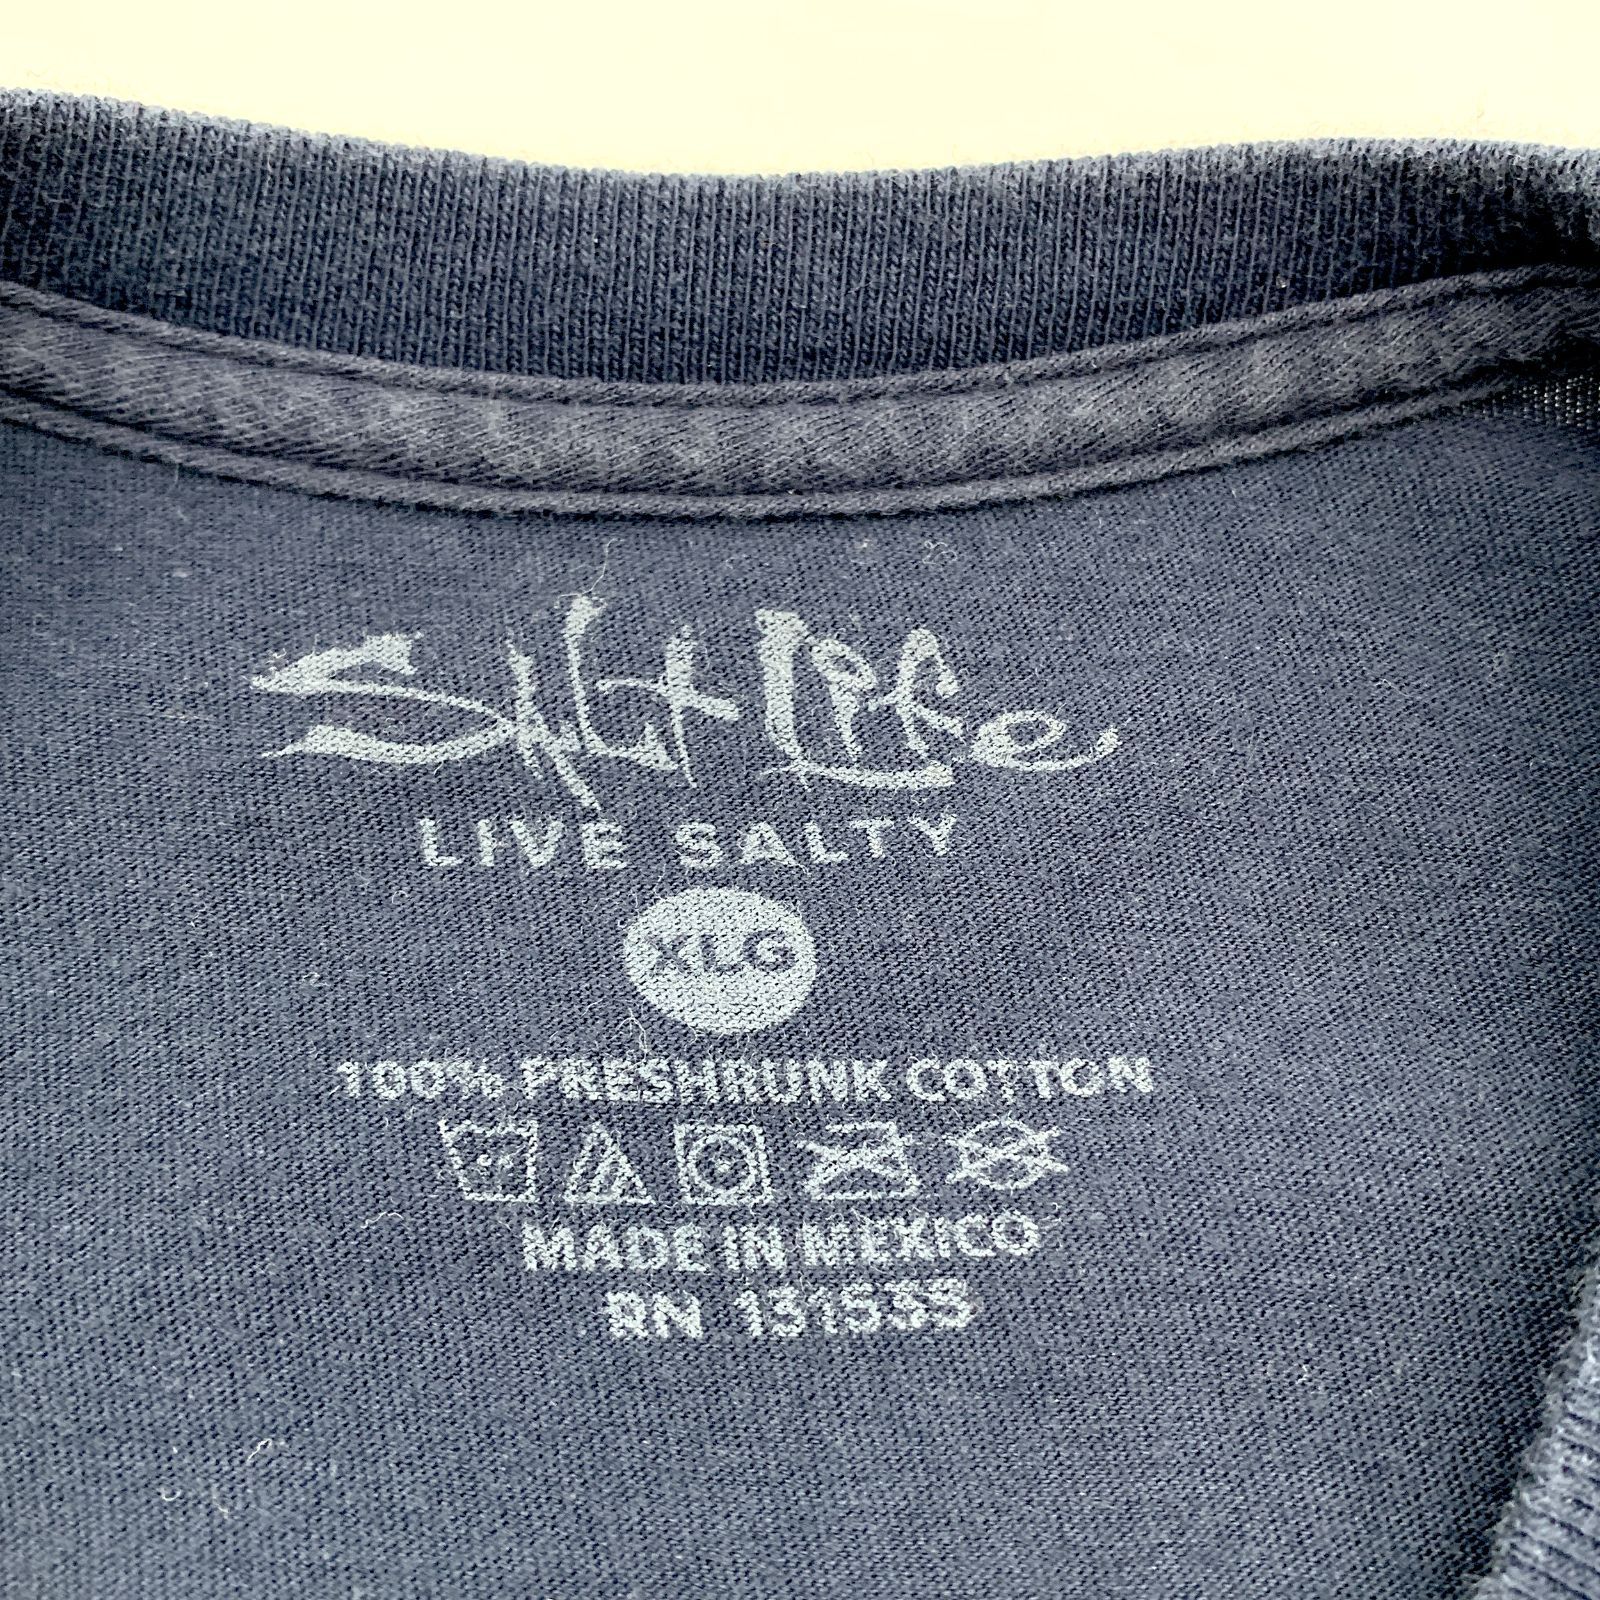 Salt Life
LIVE SALTY
XLG
100% PRESHRUNK COTTON
MADE IN MEXICO
RN 131535